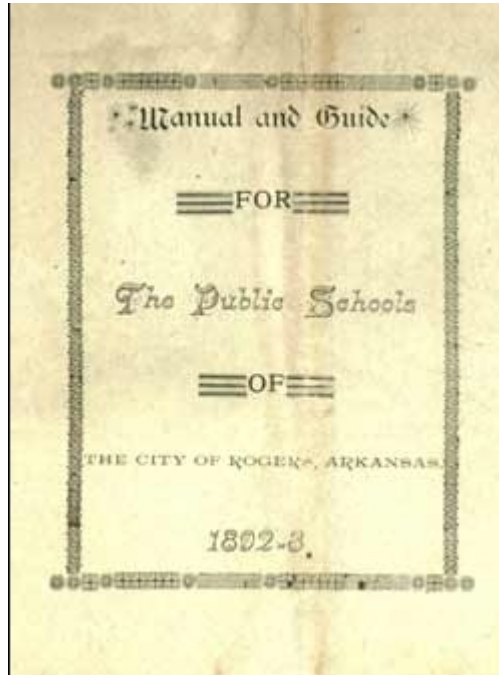 Manual and Guide
FOR
The Public Schools
OF
THE CITY OF ROGERS, ARKANSAS.
1892-3.